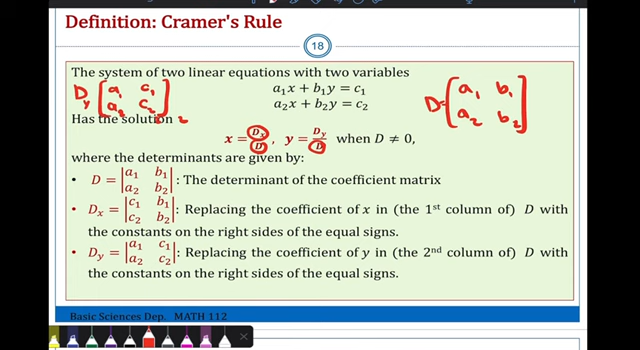 Definition: Cramer's Rule
18
The system of two linear equations with two variables
a₁x + b₁y = c₁
a₂x + b₂y = c₂
Dy [a₁ c₁
a₂ c₂]
D= [a₁ b₁
a₂ b₂]
Has the solution
x = Dₓ/D, y = Dy/D when D ≠ 0,
where the determinants are given by:
• D = |a₁ b₁ a₂ b₂| : The determinant of the coefficient matrix
• Dₓ = |c₁ b₁ c₂ b₂|: Replacing the coefficient of x in (the 1st column of) D with
the constants on the right sides of the equal signs.
• Dy = |a₁ c₁ a₂ c₂|: Replacing the coefficient of y in (the 2nd column of) D with
the constants on the right sides of the equal signs.
Basic Sciences Dep. MATH 112